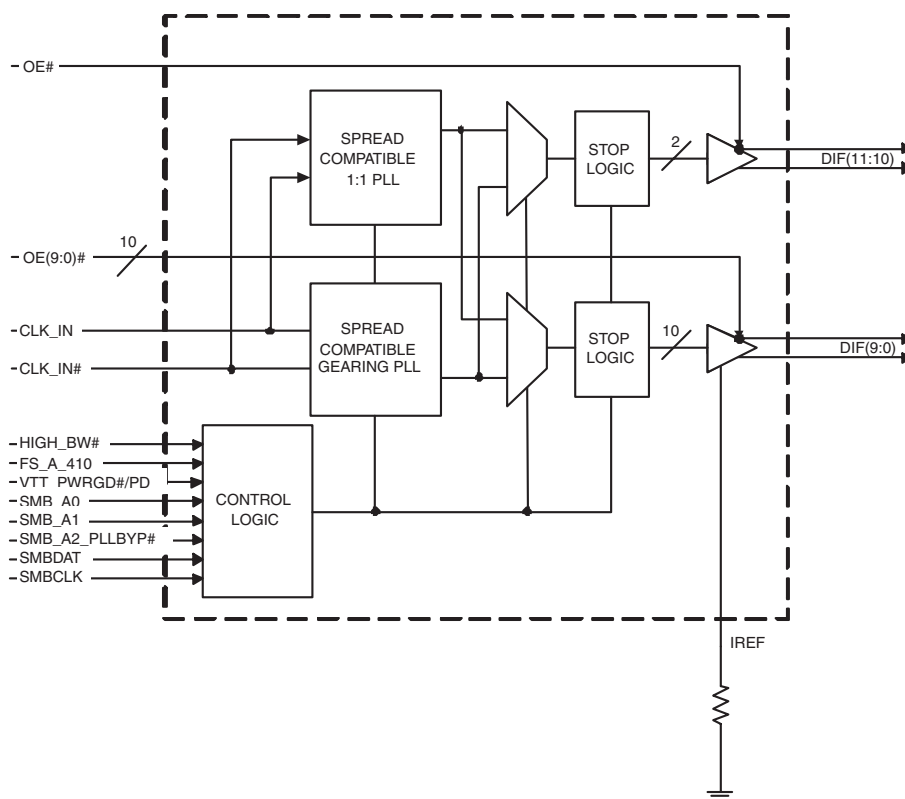 OE#
SPREAD
COMPATIBLE
1:1 PLL
STOP
LOGIC
2
DIF(11:10)
OE(9:0)#
10
CLK_IN
CLK_IN#
SPREAD
COMPATIBLE
GEARING PLL
STOP
LOGIC
10
DIF(9:0)
HIGH_BW#
FS_A_410
VTT_PWRGD#/PD
SMB_A0
SMB_A1
SMB_A2_PLLBYP#
SMBDAT
SMBCLK
CONTROL
LOGIC
IREF